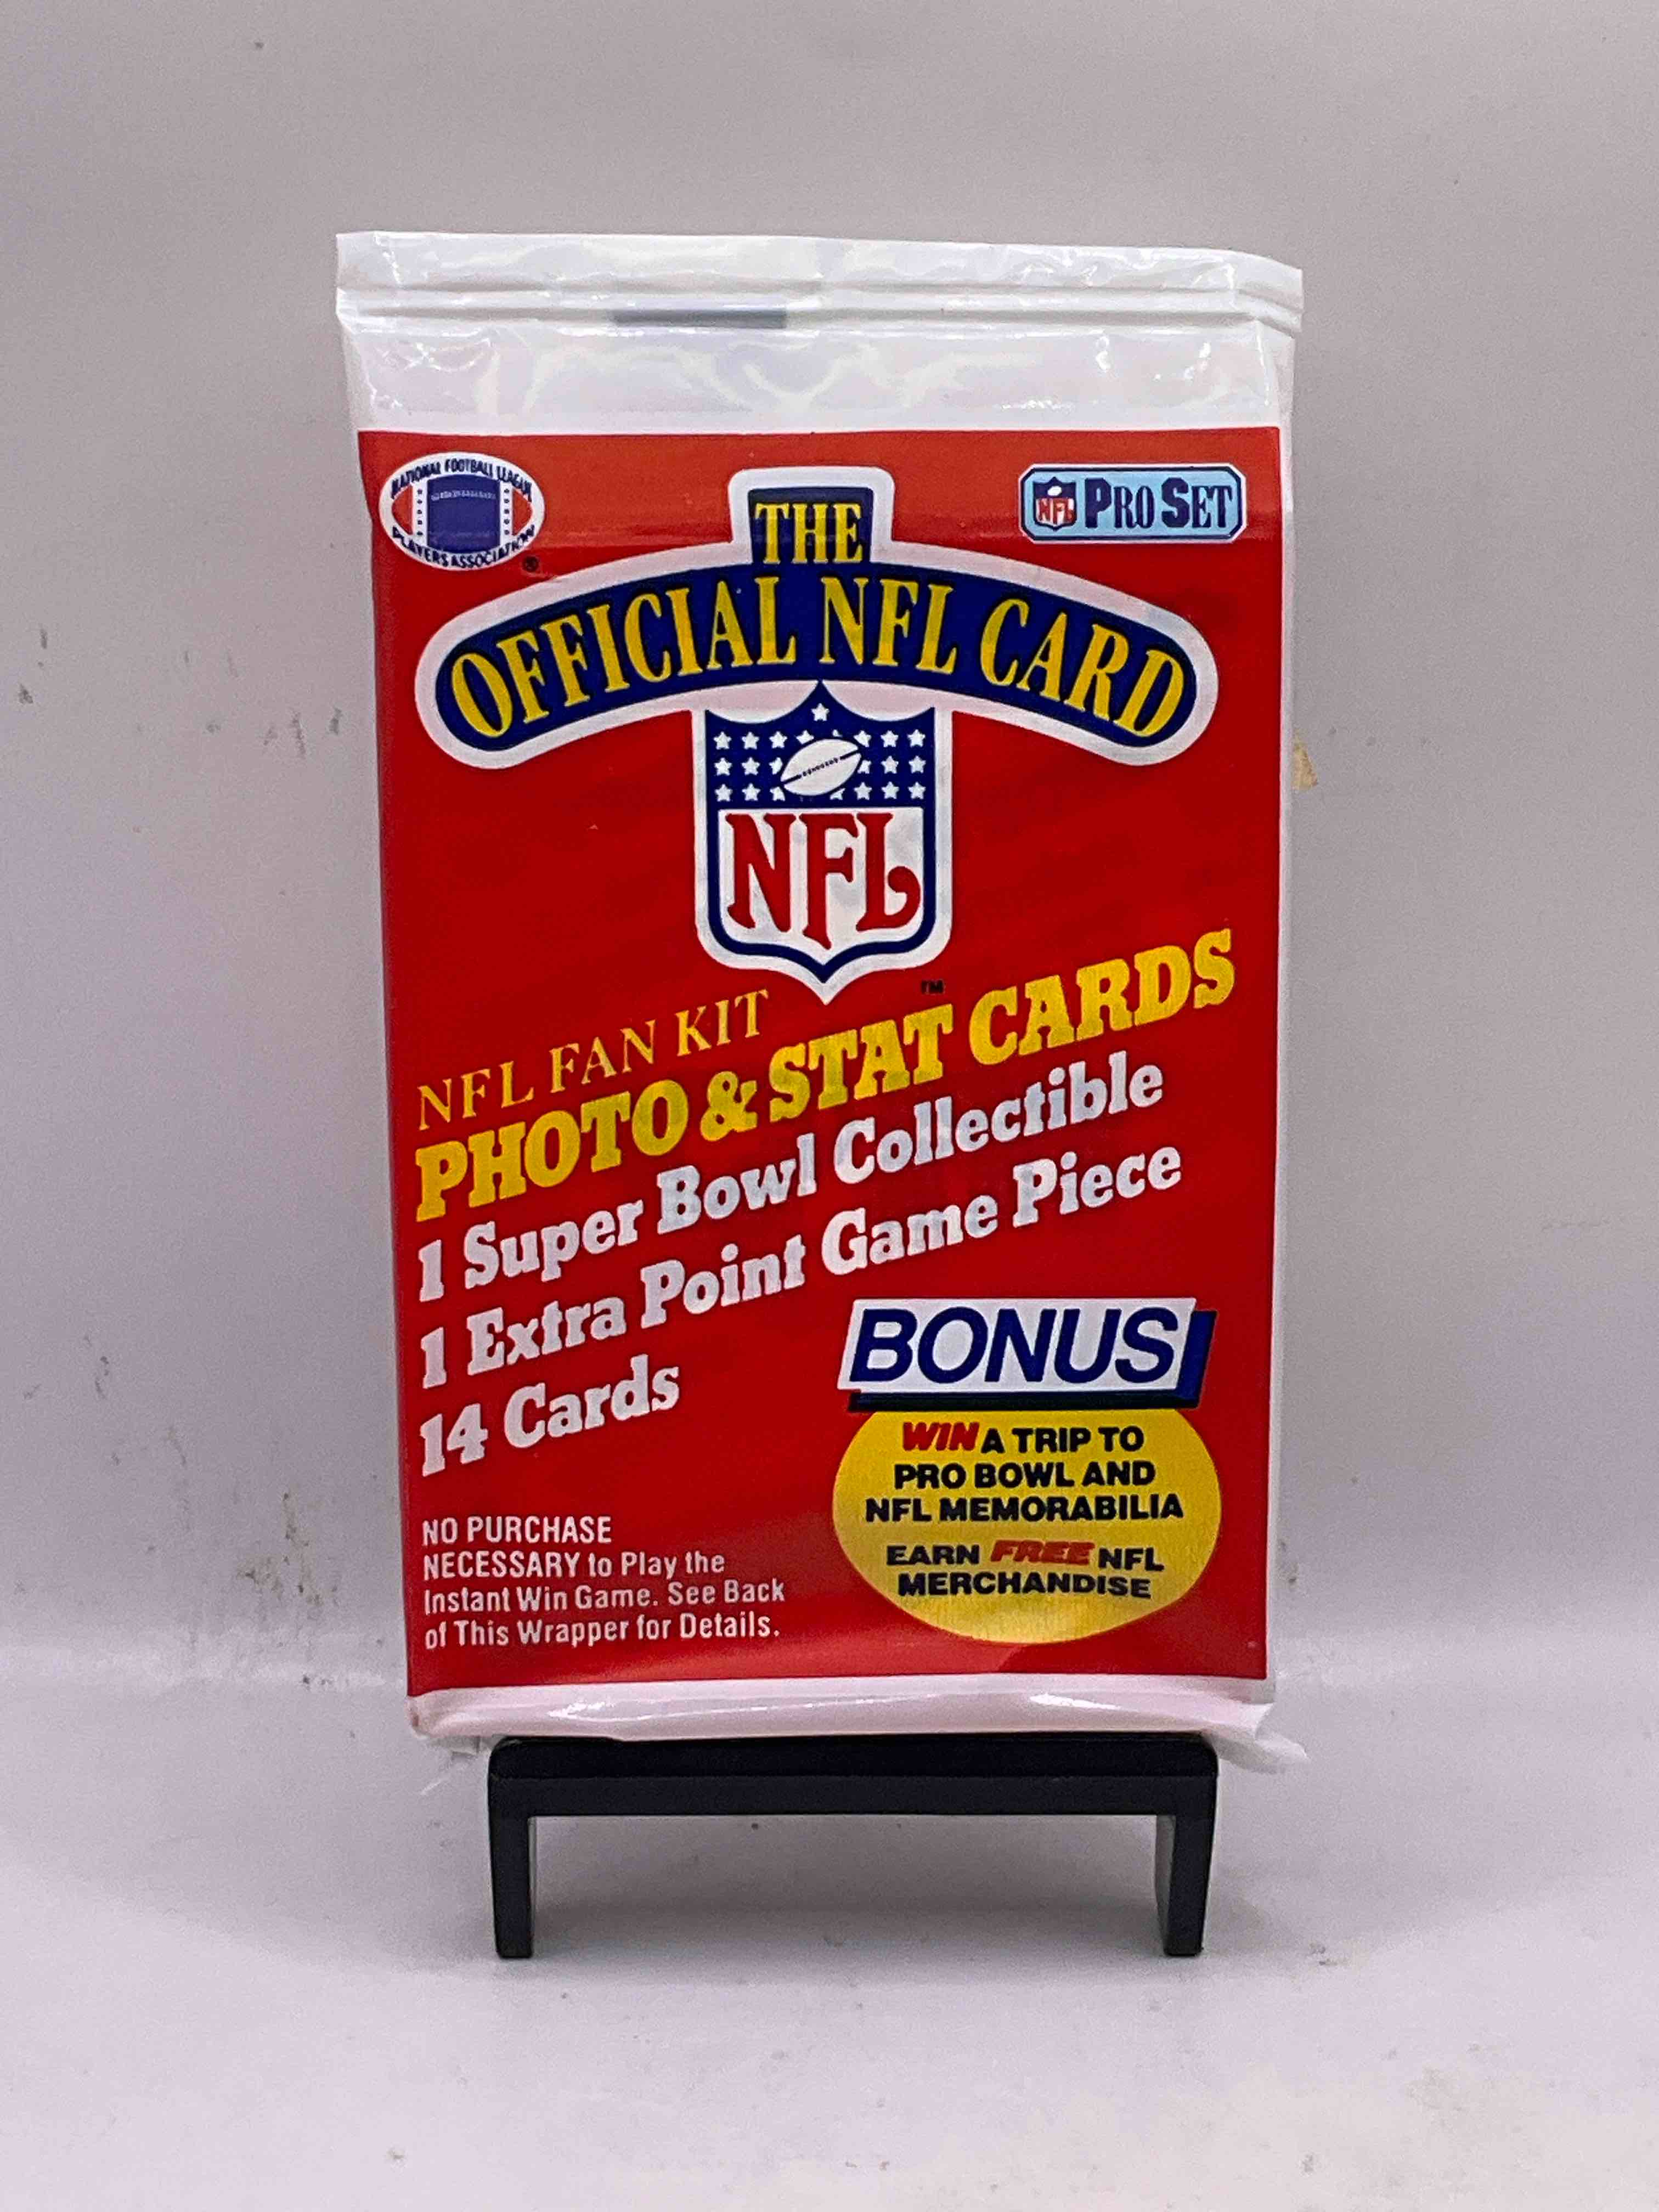 NATIONAL FOOTBALL LEAGUE
PLAYERS ASSOCIATION
®
NFL PRO SET
THE
OFFICIAL NFL CARD
NFL
™
NFL FAN KIT
PHOTO & STAT CARDS
1 Super Bowl Collectible
1 Extra Point Game Piece
14 Cards
BONUS
WIN A TRIP TO
PRO BOWL AND
NFL MEMORABILIA
EARN FREE NFL
MERCHANDISE
NO PURCHASE
NECESSARY to Play the
Instant Win Game. See Back
of This Wrapper for Details.